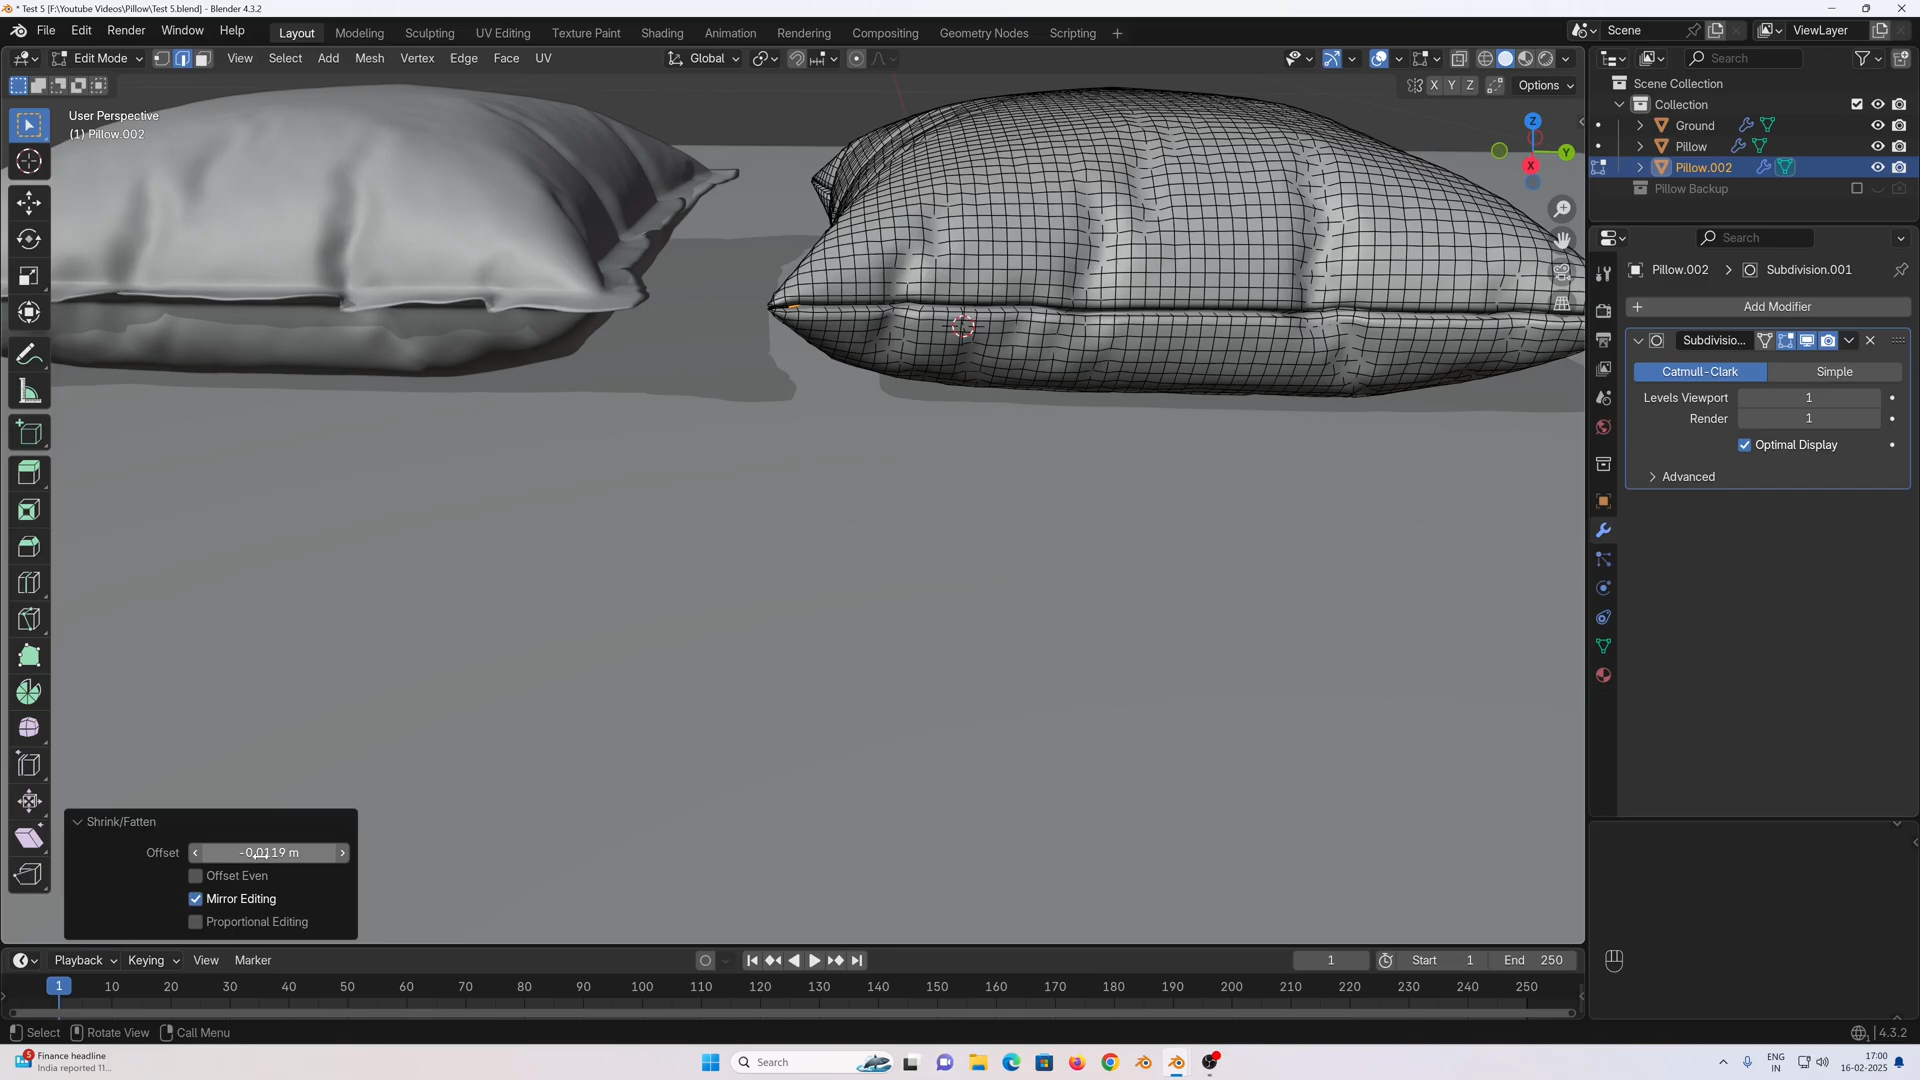 * Test 5 [F:\Youtube Videos\Pillow\Test 5.blend] - Blender 4.3.2
File Edit Render Window Help Layout Modeling Sculpting UV Editing Texture Paint Shading Animation Rendering Compositing Geometry Nodes Scripting + Scene ViewLayer
Edit Mode View Select Add Mesh Vertex Edge Face UV Global Search
X Y Z Options
User Perspective
(1) Pillow.002
Z
Y
X
Scene Collection
Collection
Ground
Pillow
Pillow.002
Pillow Backup
Search
Pillow.002 > Subdivision.001
+ Add Modifier
Subdivisio...
Catmull-Clark Simple
Levels Viewport 1
Render 1
Optimal Display
Advanced
Shrink/Fatten
Offset -0.0119 m
Offset Even
Mirror Editing
Proportional Editing
Playback Keying View Marker 1 Start 1 End 250
1 10 20 30 40 50 60 70 80 90 100 110 120 130 140 150 160 170 180 190 200 210 220 230 240 250
Select Rotate View Call Menu 4.3.2
5 Finance headline
India reported 11...
Search
ENG
IN
17:00
16-02-2025